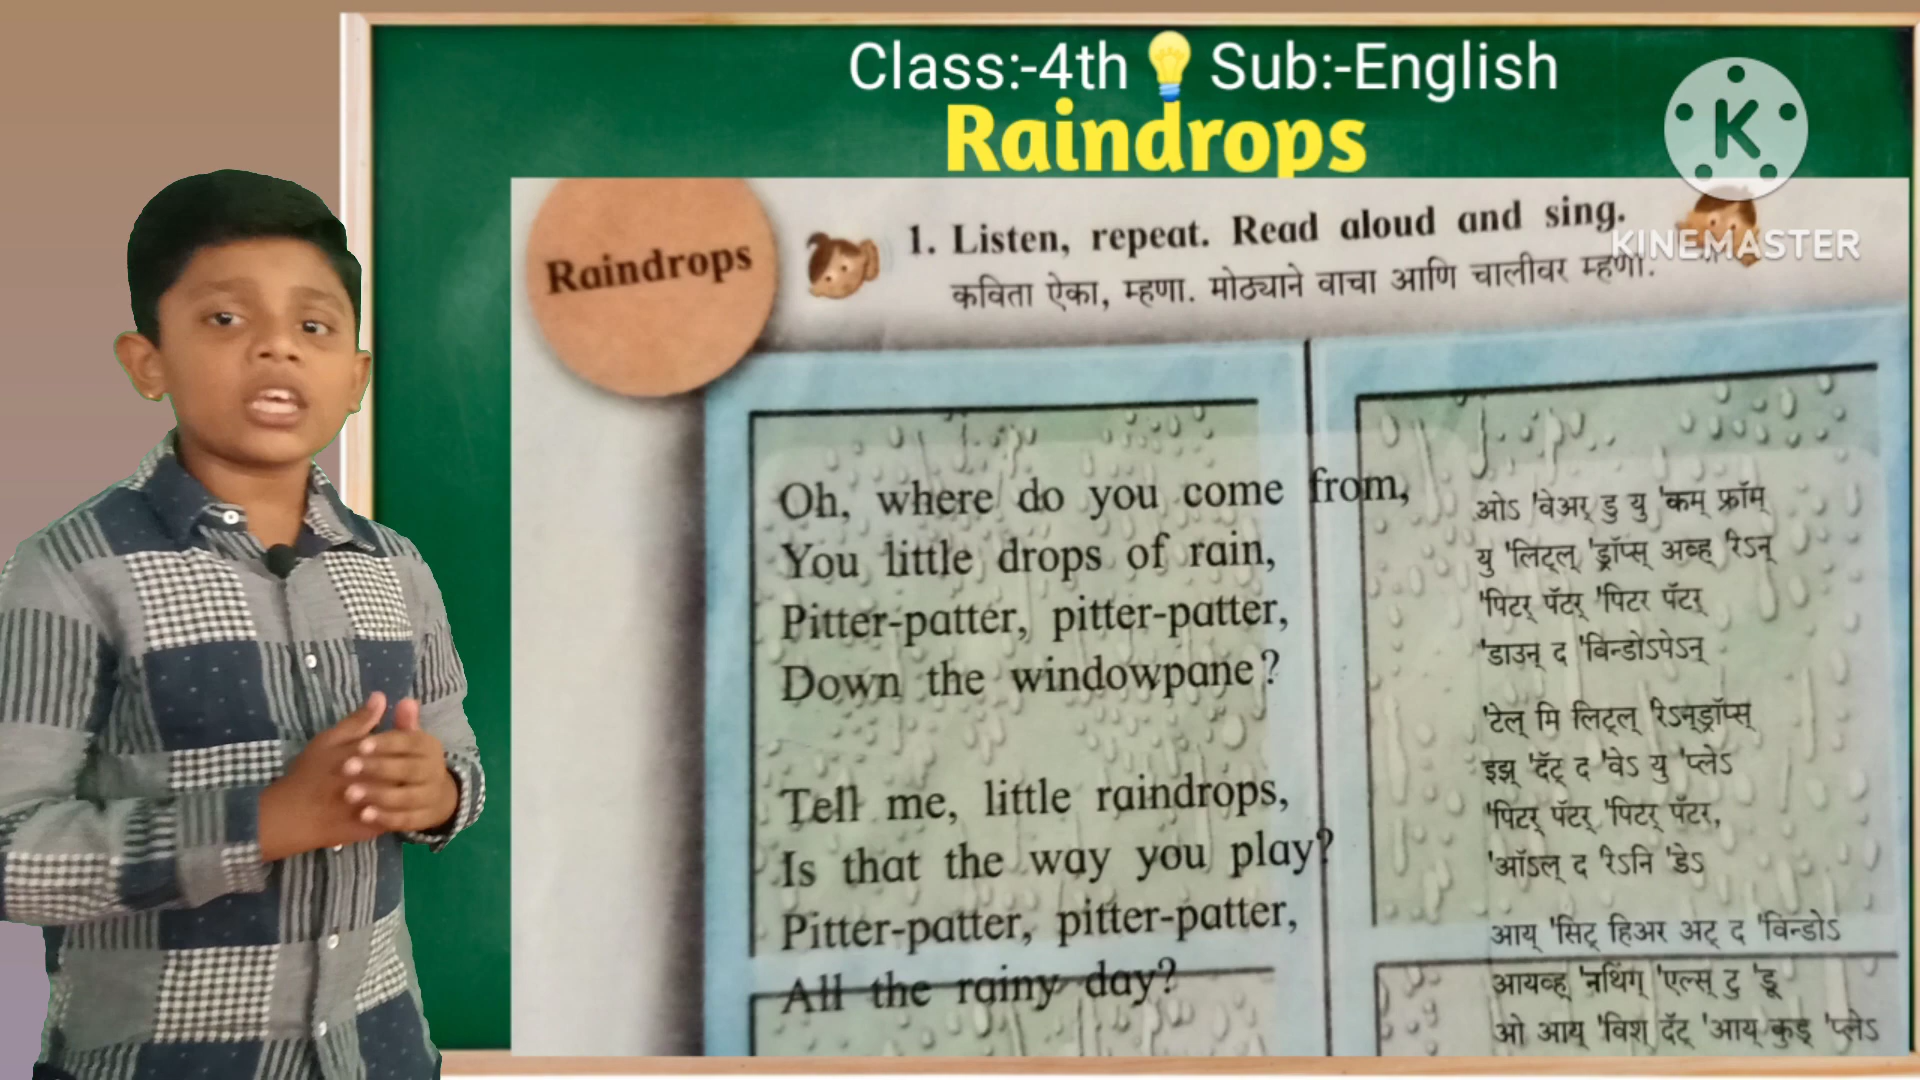 Class:-4th💡Sub:-English
Raindrops
K
KINEMASTER
Raindrops
1. Listen, repeat. Read aloud and sing.
कविता ऐका, म्हणा. मोठ्याने वाचा आणि चालीवर म्हणा.
Oh, where do you come from,
You little drops of rain,
Pitter-patter, pitter-patter,
Down the windowpane?
Tell me, little raindrops,
Is that the way you play?
Pitter-patter, pitter-patter,
All the rainy day?
ओऽ 'वेअर् डु यु 'कम् फ्रॉम्
यु 'लिट्ल् 'ड्रॉप्स् अव्ह् रेऽन्
'पिटर् पॅटर् 'पिटर पॅटर्
'डाउन् द 'विन्डोऽपेऽन्
'टेल् मि लिट्ल् रेऽन्ड्रॉप्स्
इझ् 'दॅट् द 'वेऽ यु 'प्लेऽ
'पिटर् पॅटर् 'पिटर् पॅटर,
'ऑऽल् द रेऽनि 'डेऽ
आय् 'सिट् हिअर अट् द 'विन्डोऽ
आयव्ह् 'नथिंग् 'एल्स् टु 'डू
ओ आय् 'विश् दॅट् 'आय् कुड् 'प्लेऽ